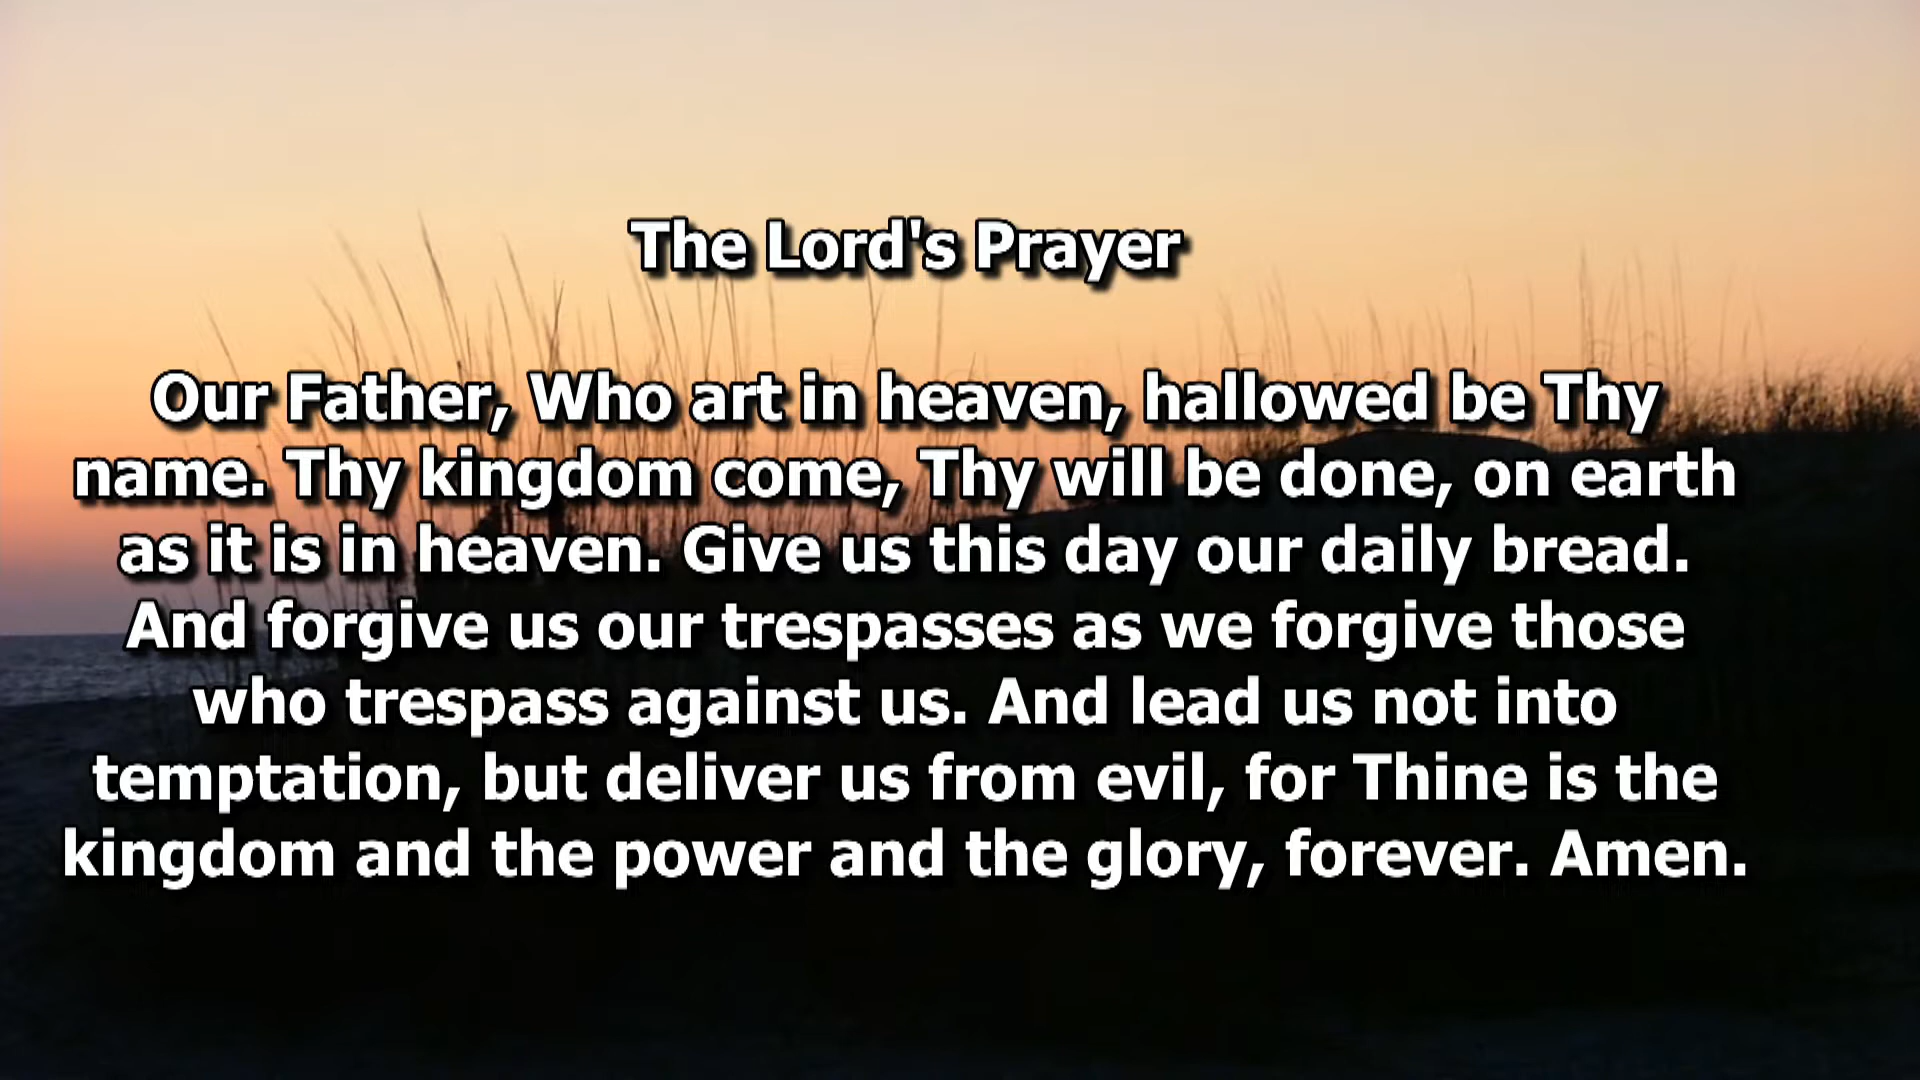 The Lord's Prayer
Our Father, Who art in heaven, hallowed be Thy
name. Thy kingdom come, Thy will be done, on earth
as it is in heaven. Give us this day our daily bread.
And forgive us our trespasses as we forgive those
who trespass against us. And lead us not into
temptation, but deliver us from evil, for Thine is the
kingdom and the power and the glory, forever. Amen.